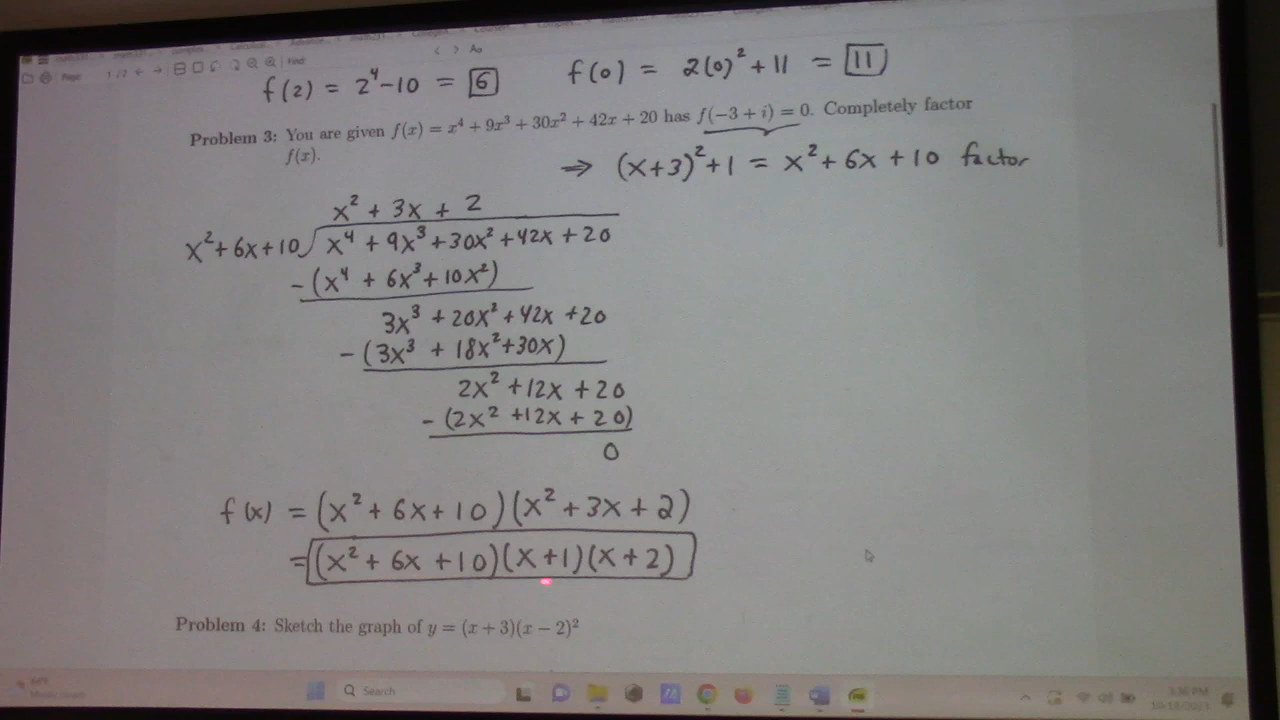 Page 1 / 2 Find
f(2) = 2⁴-10 = 6 f(0) = 2(0)² + 11 = 11
Problem 3: You are given f(x) = x⁴ + 9x³ + 30x² + 42x + 20 has f(−3 + i) = 0. Completely factor
f(x).
⇒ (x+3)²+1 = x² + 6x + 10 factor
x² + 3x + 2
x² + 6x + 10 x⁴ + 9x³ + 30x² + 42x + 20
- (x⁴ + 6x³ + 10x²)
3x³ + 20x² + 42x + 20
- (3x³ + 18x² + 30x)
2x² + 12x + 20
- (2x² + 12x + 20)
0
f(x) = (x² + 6x + 10)(x² + 3x + 2)
= (x² + 6x + 10)(x + 1)(x + 2)
Problem 4: Sketch the graph of y = (x + 3)(x − 2)²
Search